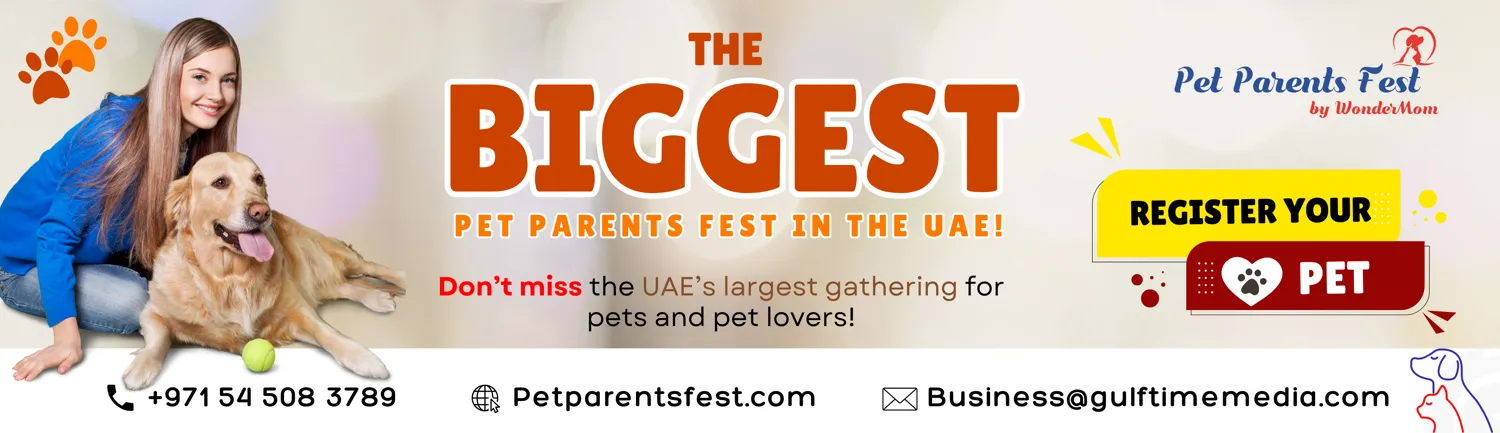 THE
BIGGEST
PET PARENTS FEST IN THE UAE!
Don't miss the UAE's largest gathering for
pets and pet lovers!
Pet Parents Fest
by WonderMom
REGISTER YOUR
PET
+971 54 508 3789
Petparentsfest.com
Business@gulftimemedia.com